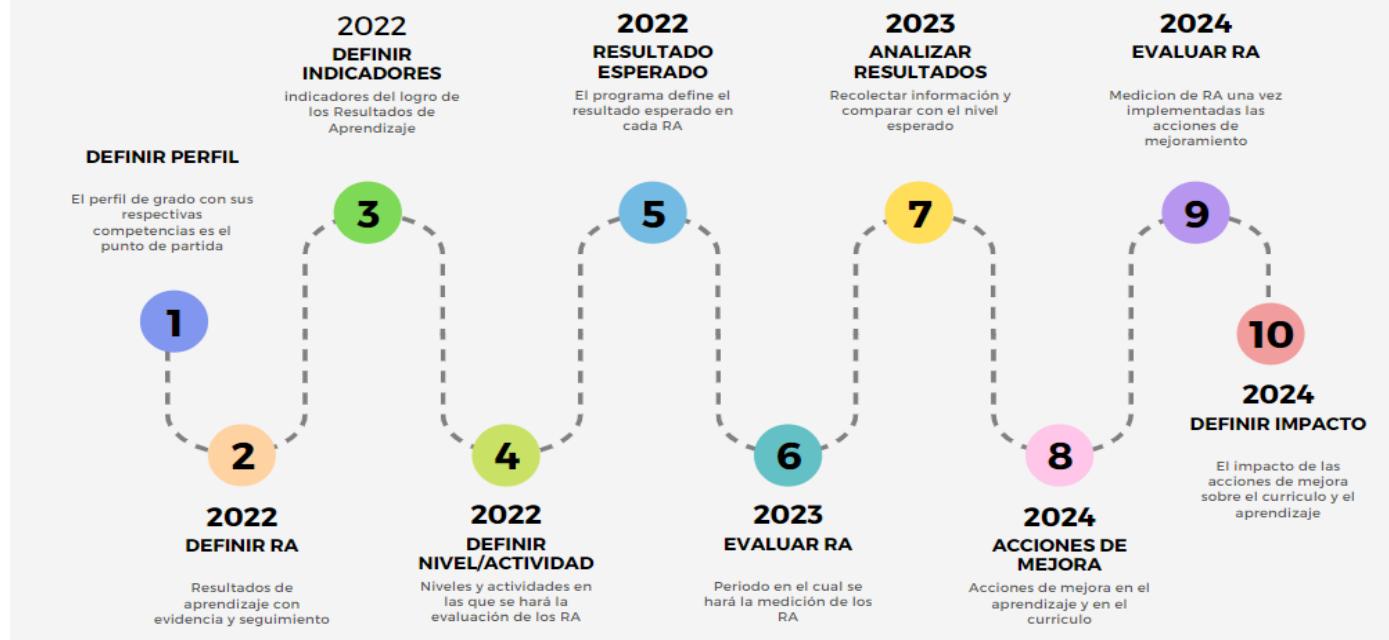 DEFINIR PERFIL
El perfil de grado con sus
respectivas
competencias es el
punto de partida
1
2
2022
DEFINIR RA
Resultados de
aprendizaje con
evidencia y seguimiento
2022
DEFINIR
INDICADORES
indicadores del logro de
los Resultados de
Aprendizaje
3
4
2022
DEFINIR
NIVEL/ACTIVIDAD
Niveles y actividades en
las que se hará la
evaluación de los RA
2022
RESULTADO
ESPERADO
El programa define el
resultado esperado en
cada RA
5
6
2023
EVALUAR RA
Periodo en el cual se
hará la medición de los
RA
2023
ANALIZAR
RESULTADOS
Recolectar información y
comparar con el nivel
esperado
7
8
2024
ACCIONES DE
MEJORA
Acciones de mejora en el
aprendizaje y en el
curriculo
2024
EVALUAR RA
Medicion de RA una vez
implementadas las
acciones de
mejoramiento
9
10
2024
DEFINIR IMPACTO
El impacto de las
acciones de mejora
sobre el curriculo y el
aprendizaje